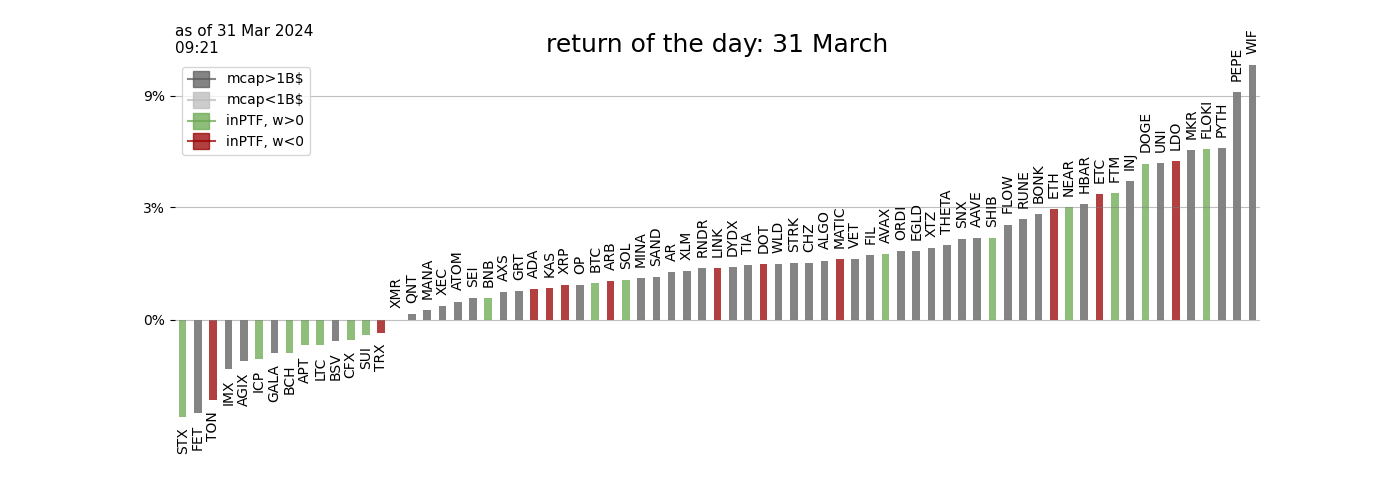 as of 31 Mar 2024
09:21
return of the day: 31 March
mcap>1B$
mcap<1B$
inPTF, w>0
inPTF, w<0
9%
3%
0%
STX
FET
TON
IMX
AGIX
ICP
GALA
BCH
APT
LTC
BSV
CFX
SUI
TRX
XMR
QNT
MANA
XEC
ATOM
SEI
BNB
AXS
GRT
ADA
KAS
XRP
OP
BTC
ARB
SOL
MINA
SAND
AR
XLM
RNDR
LINK
DYDX
TIA
DOT
WLD
STRK
CHZ
ALGO
MATIC
VET
FIL
AVAX
ORDI
EGLD
XTZ
THETA
SNX
AAVE
SHIB
FLOW
RUNE
BONK
ETH
NEAR
HBAR
ETC
FTM
INJ
DOGE
UNI
LDO
MKR
FLOKI
PYTH
PEPE
WIF